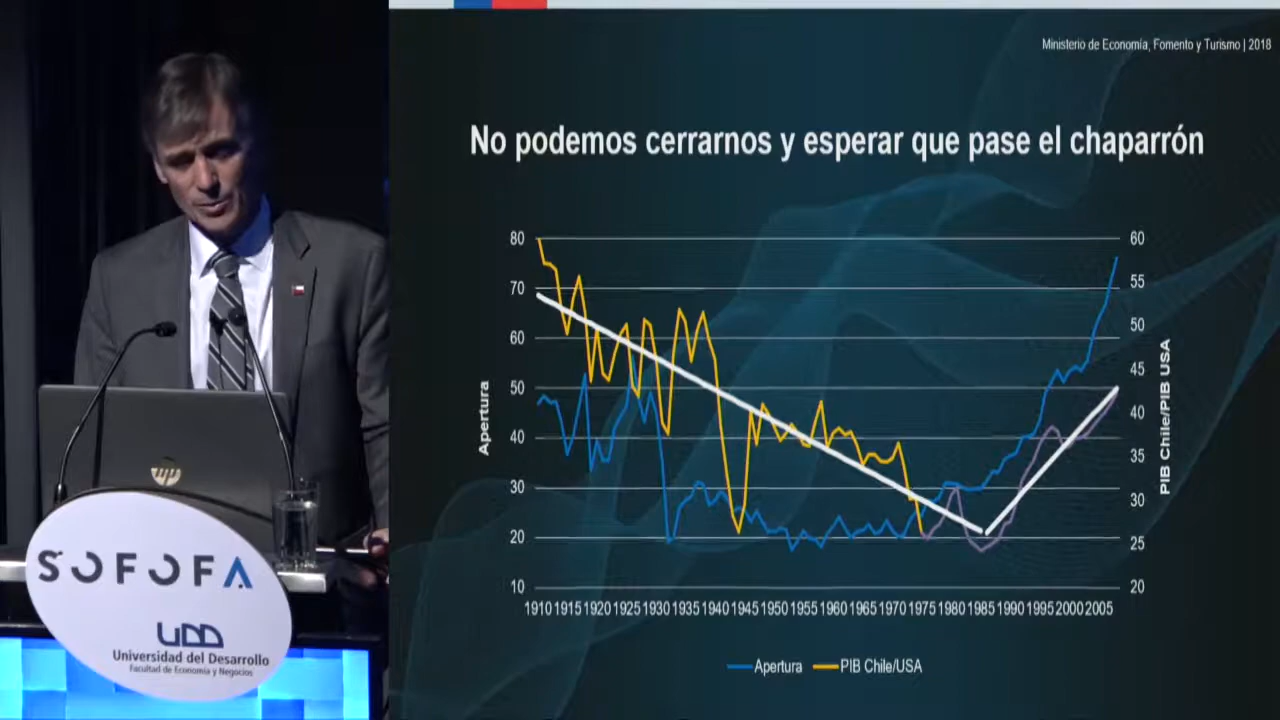 Ministerio de Economía, Fomento y Turismo | 2018
No podemos cerrarnos y esperar que pase el chaparrón
80
70
60
50
40
30
20
10
Apertura
60
55
50
45
40
35
30
25
20
PIB Chile/PIB USA
1910 1915 1920 1925 1930 1935 1940 1945 1950 1955 1960 1965 1970 1975 1980 1985 1990 1995 2000 2005
Apertura PIB Chile/USA
hp
SOFOFA
UDD
Universidad del Desarrollo
Facultad de Economía y Negocios